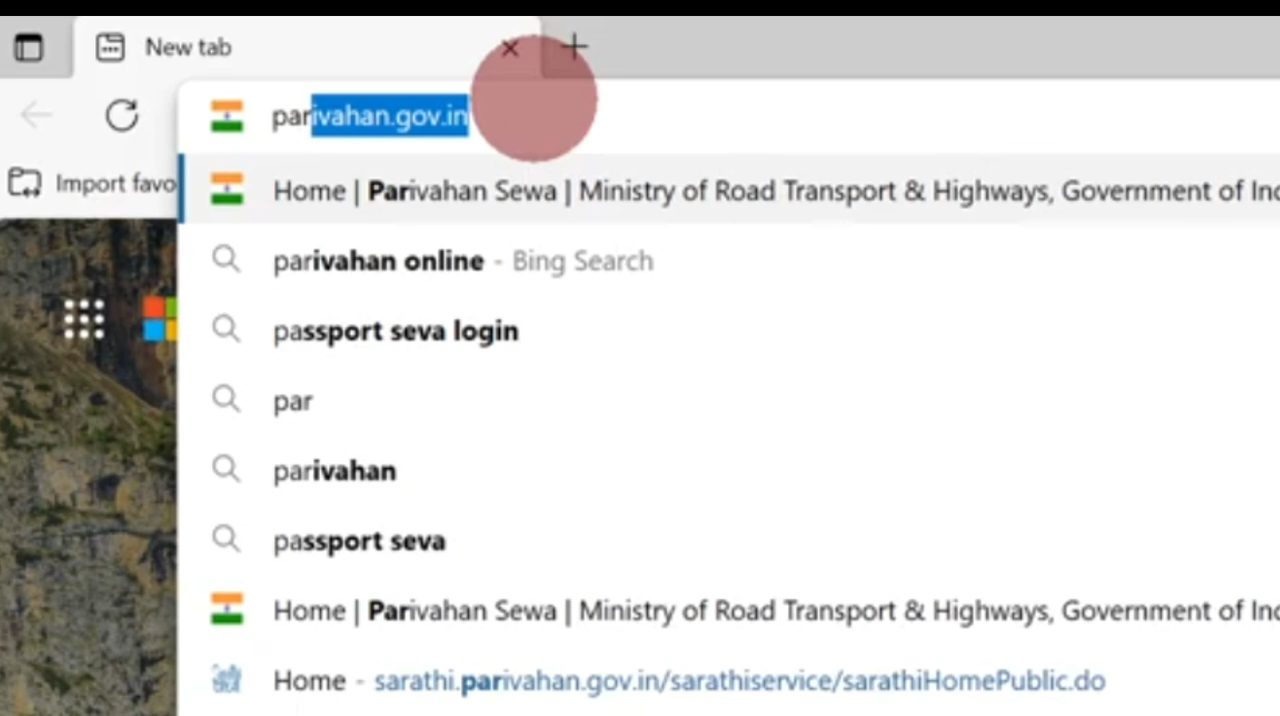 New tab
parivahan.gov.in
Import favo
Home | Parivahan Sewa | Ministry of Road Transport & Highways, Government of Inc
parivahan online - Bing Search
passport seva login
par
parivahan
passport seva
Home | Parivahan Sewa | Ministry of Road Transport & Highways, Government of Inc
Home - sarathi.parivahan.gov.in/sarathiservice/sarathiHomePublic.do